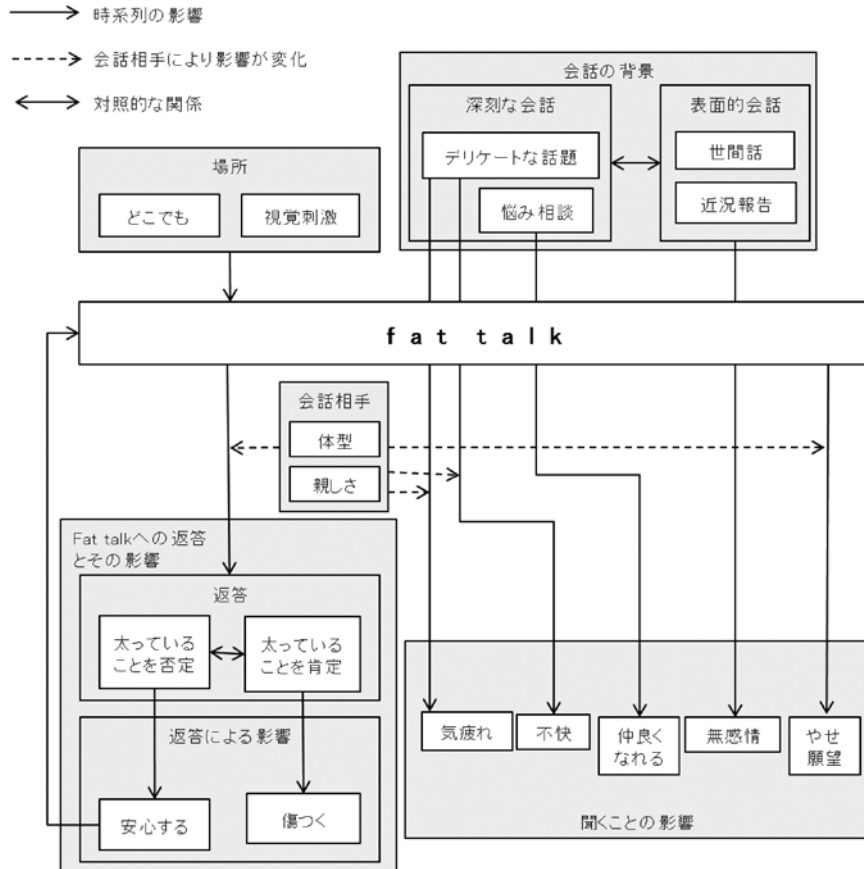 時系列の影響
会話相手により影響が変化
対照的な関係
会話の背景
深刻な会話
表面的会話
デリケートな話題
悩み相談
世間話
近況報告
場所
どこでも
視覚刺激
fat talk
会話相手
体型
親しさ
Fat talkへの返答
とその影響
返答
太っている
ことを否定
太っている
ことを肯定
返答による影響
安心する
傷つく
気疲れ
不快
仲良く
なれる
無感情
やせ
願望
聞くことの影響